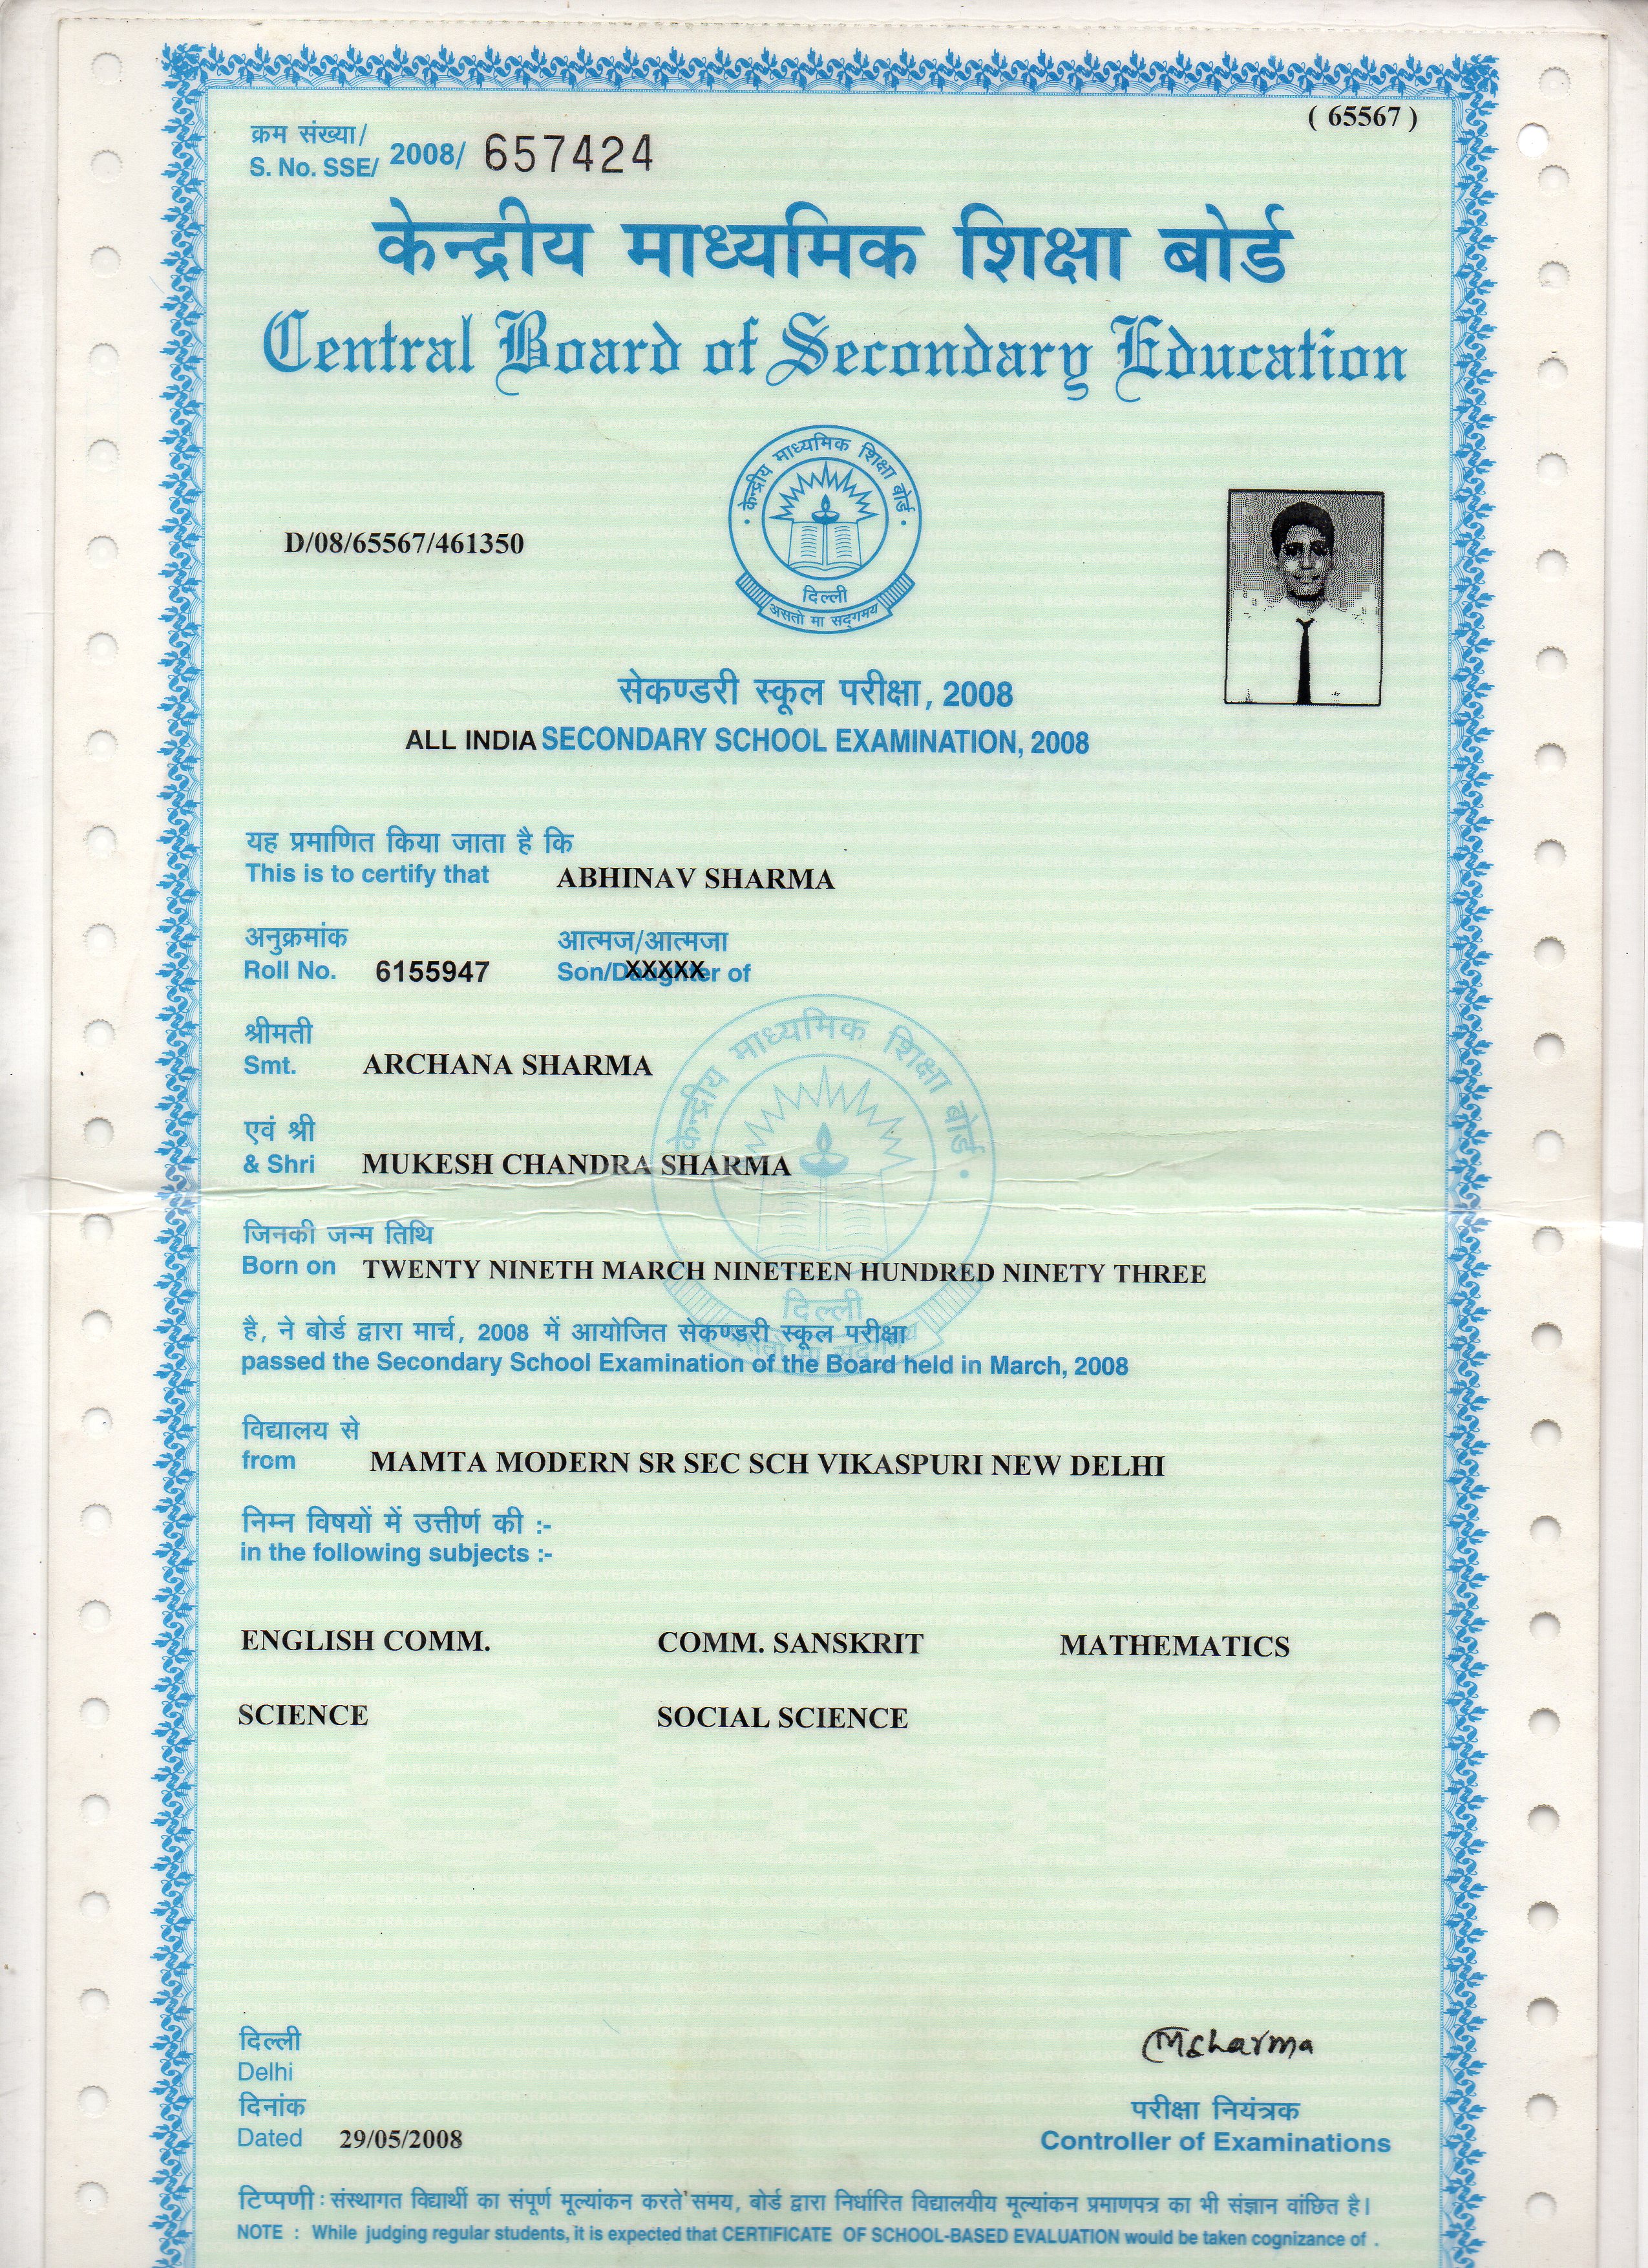 ( 65567 )
क्रम संख्या/
S. No. SSE/ 2008/ 657424
केन्द्रीय माध्यमिक शिक्षा बोर्ड
Central Board of Secondary Education
केन्द्रीय माध्यमिक शिक्षा बोर्ड
दिल्ली
असतो मा सद्गमय
D/08/65567/461350
सेकण्डरी स्कूल परीक्षा, 2008
ALL INDIA SECONDARY SCHOOL EXAMINATION, 2008
यह प्रमाणित किया जाता है कि
This is to certify that ABHINAV SHARMA
अनुक्रमांक आत्मज/आत्मजा
Roll No. 6155947 Son/Daughter of
श्रीमती
Smt. ARCHANA SHARMA
एवं श्री
& Shri MUKESH CHANDRA SHARMA
केन्द्रीय माध्यमिक शिक्षा बोर्ड
दिल्ली
असतो मा सद्गमय
जिनकी जन्म तिथि
Born on TWENTY NINETH MARCH NINETEEN HUNDRED NINETY THREE
है, ने बोर्ड द्वारा मार्च, 2008 में आयोजित सेकण्डरी स्कूल परीक्षा
passed the Secondary School Examination of the Board held in March, 2008
विद्यालय से
from MAMTA MODERN SR SEC SCH VIKASPURI NEW DELHI
निम्न विषयों में उत्तीर्ण की :-
in the following subjects :-
ENGLISH COMM. COMM. SANSKRIT MATHEMATICS
SCIENCE SOCIAL SCIENCE
दिल्ली
Delhi
MSharma
दिनांक
Dated 29/05/2008
परीक्षा नियंत्रक
Controller of Examinations
टिप्पणी : संस्थागत विद्यार्थी का संपूर्ण मूल्यांकन करते समय, बोर्ड द्वारा निर्धारित विद्यालयीय मूल्यांकन प्रमाणपत्र का भी संज्ञान वांछित है।
NOTE : While judging regular students, it is expected that CERTIFICATE OF SCHOOL-BASED EVALUATION would be taken cognizance of .